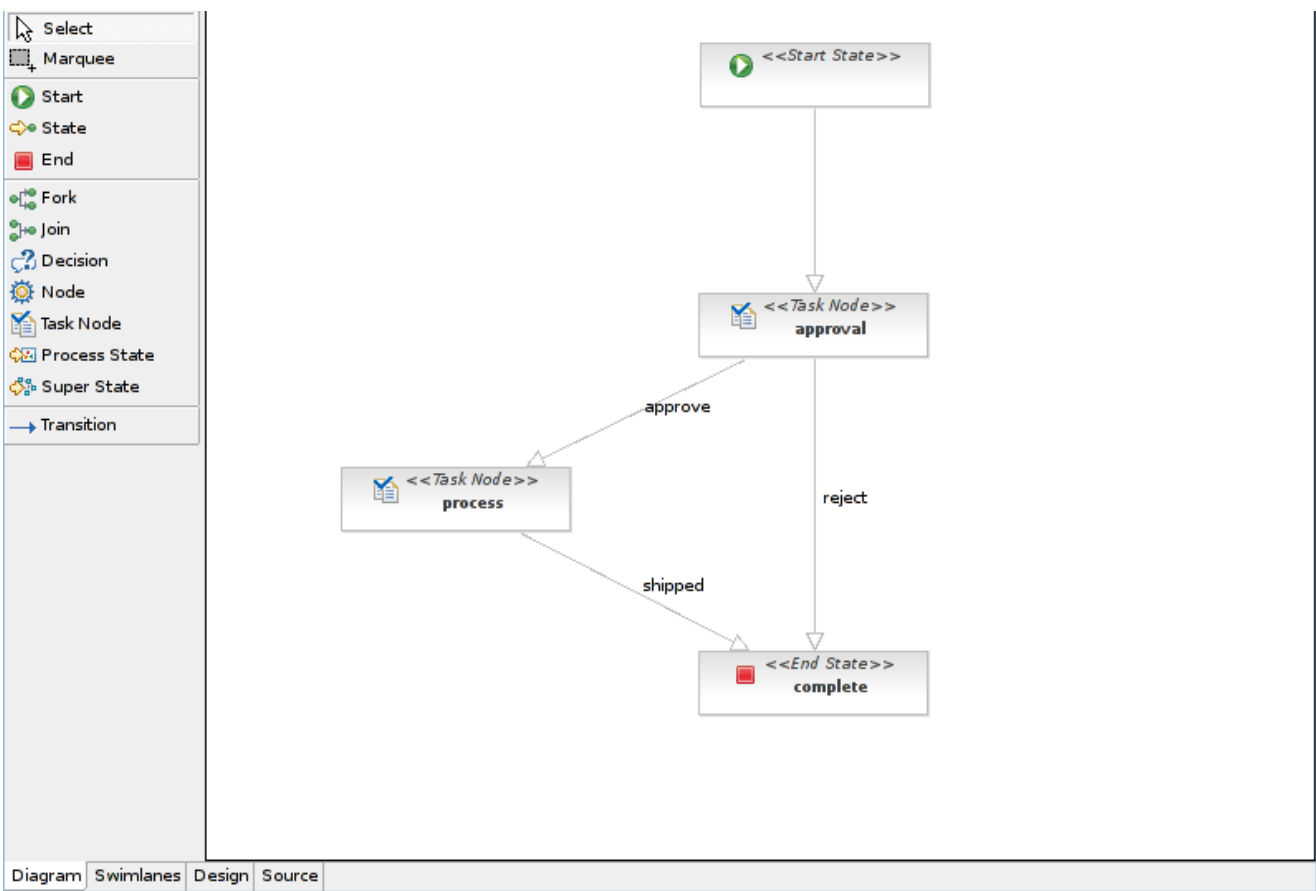 Select
Marquee
Start
State
End
Fork
Join
Decision
Node
Task Node
Process State
Super State
Transition
<<Start State>>
<<Task Node>>
approval
approve
<<Task Node>>
process
reject
shipped
<<End State>>
complete
Diagram Swimlanes Design Source